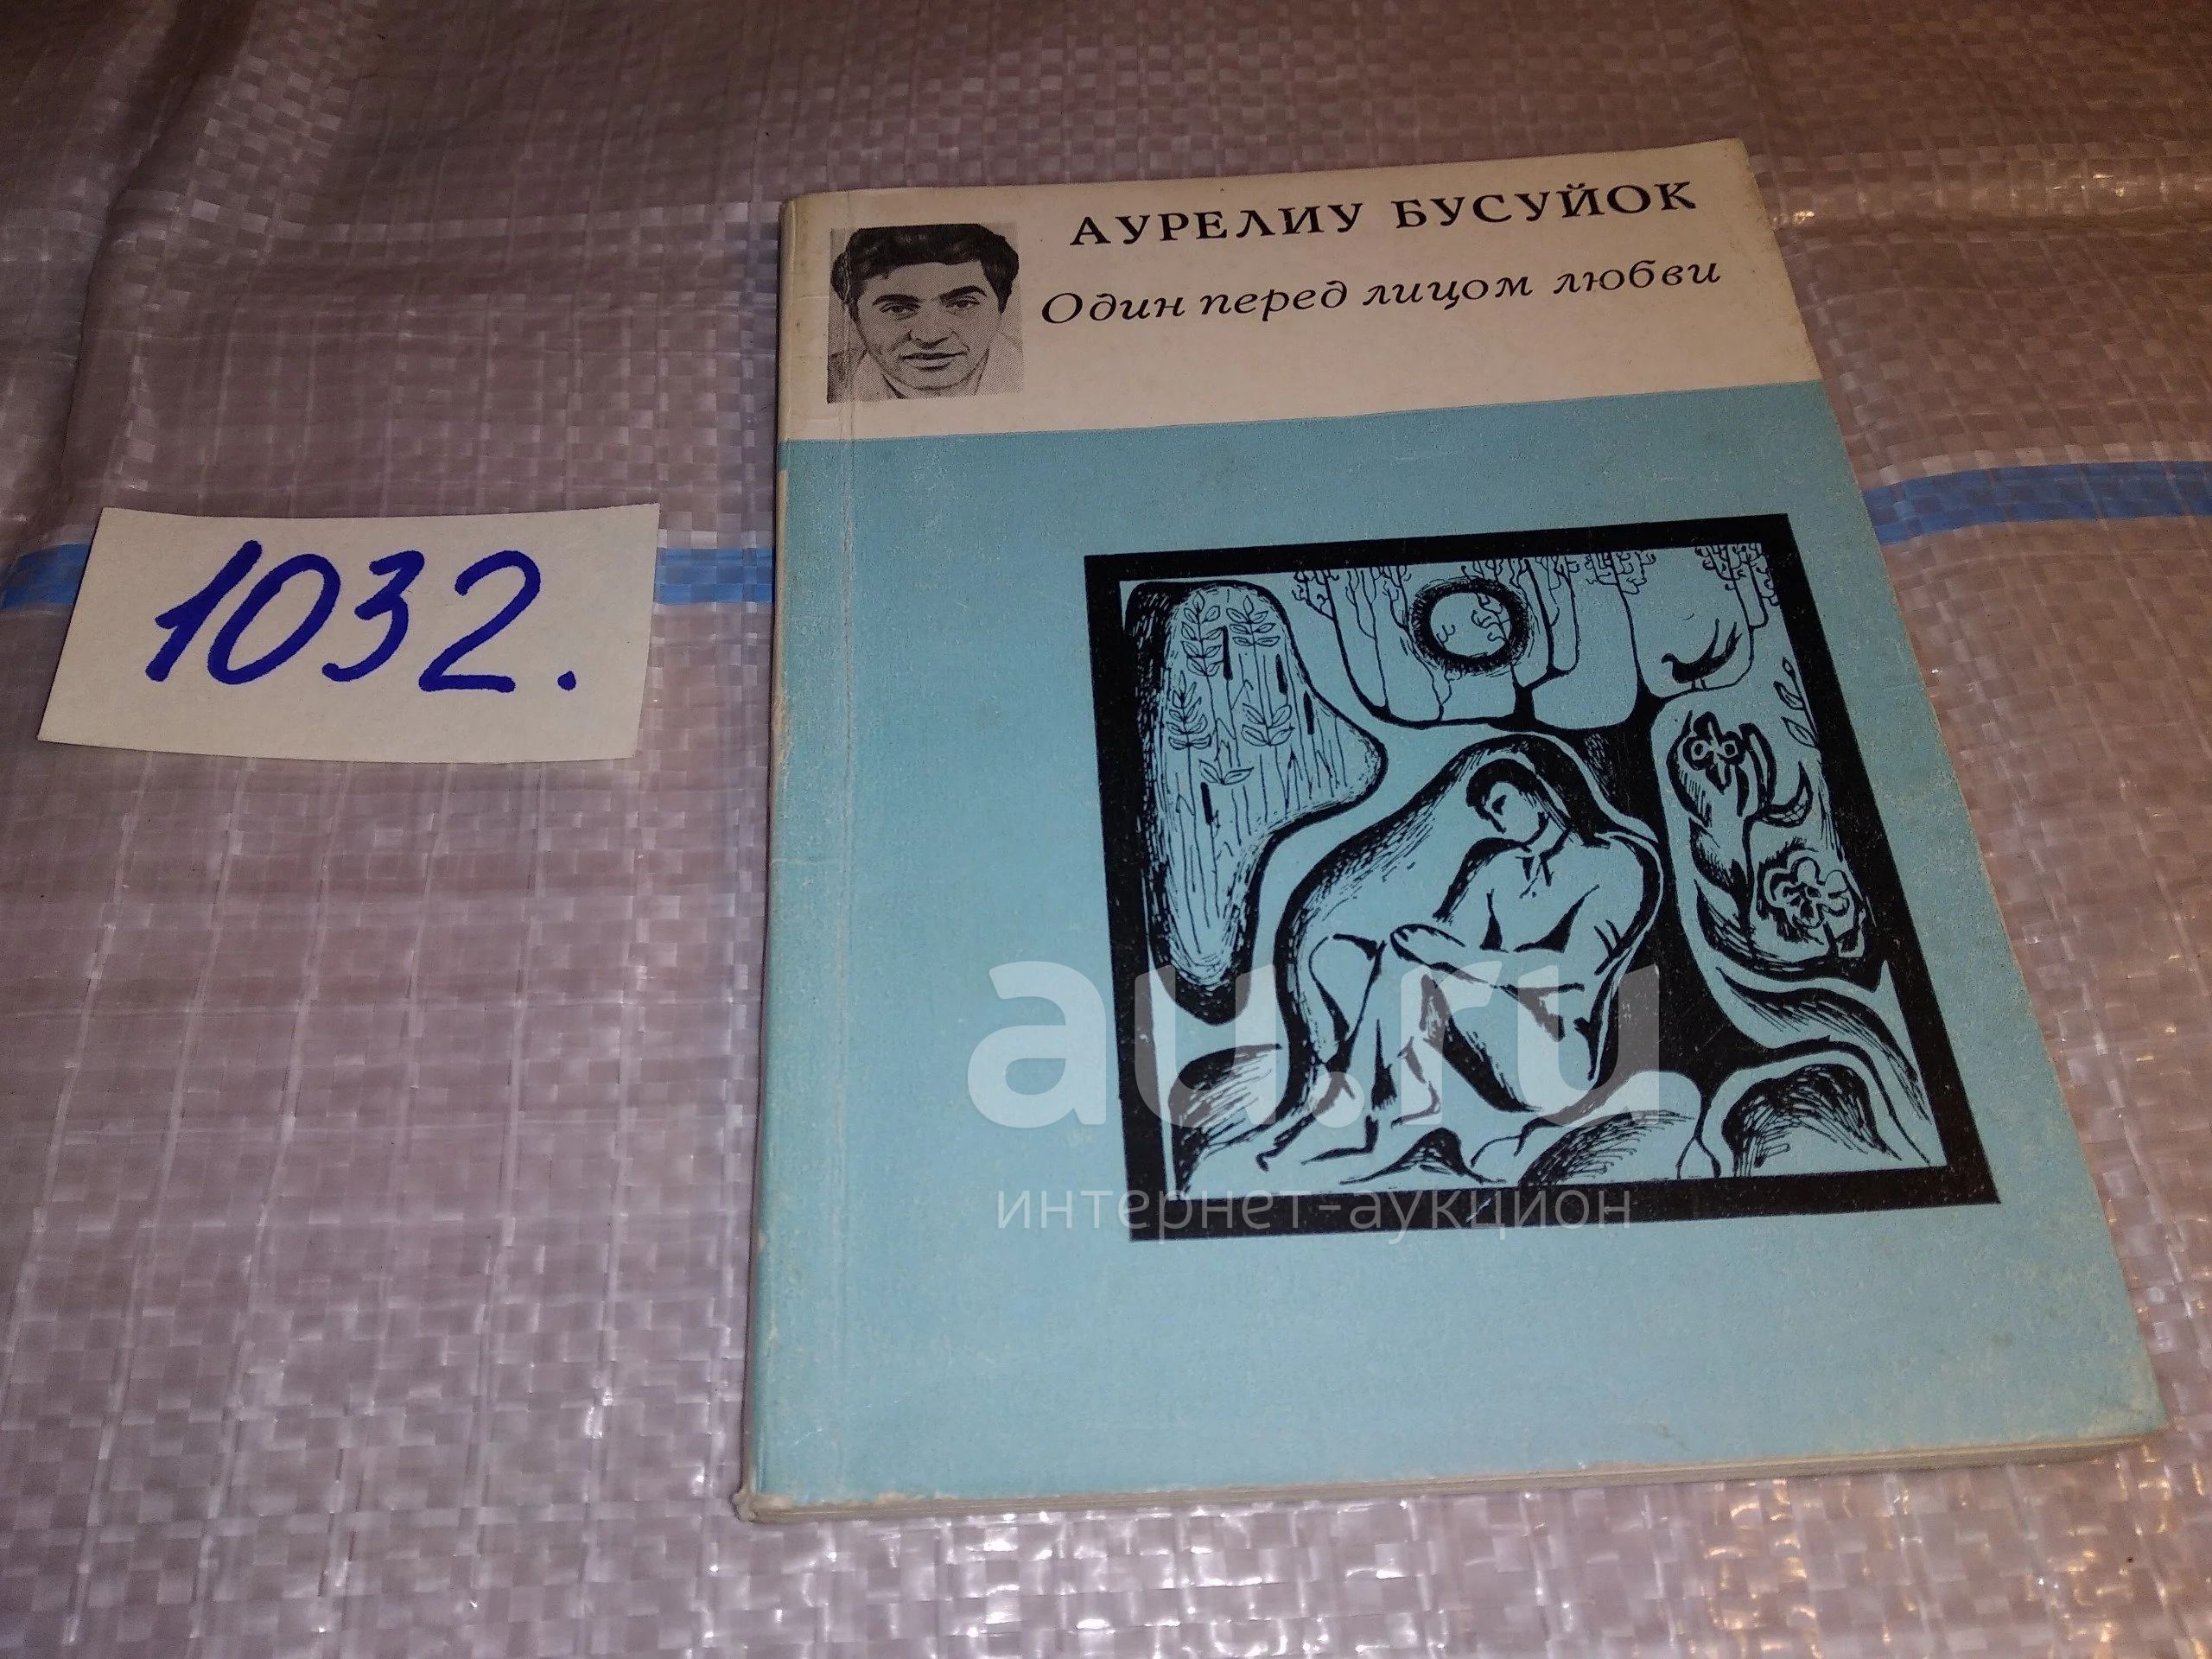 АУРЕЛИУ БУСУЙОК
Один перед лицом любви
1032.
au.ru
интернет-аукцион